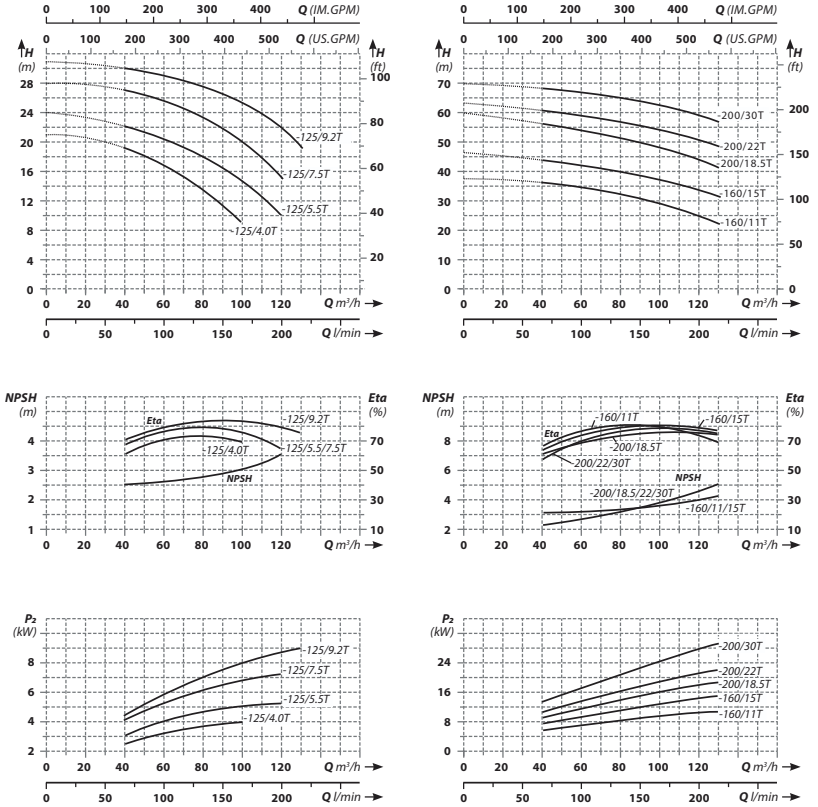 0 100 200 300 400 Q (IM.GPM)
0 100 200 300 400 500 Q (US.GPM)
H
(m)
H
(ft)
28
24
20
16
12
8
4
0
100
80
60
40
20
0
-125/9.2T
-125/7.5T
-125/5.5T
-125/4.0T
0 20 40 60 80 100 120 Q m³/h
0 50 100 150 200 Q l/min
0 100 200 300 400 Q (IM.GPM)
0 100 200 300 400 500 Q (US.GPM)
H
(m)
H
(ft)
70
60
50
40
30
20
10
0
200
150
100
50
0
-200/30T
-200/22T
-200/18.5T
-160/15T
-160/11T
0 20 40 60 80 100 120 Q m³/h
0 50 100 150 200 Q l/min
NPSH
(m)
Eta
(%)
4
3
2
1
70
50
30
10
Eta
-125/9.2T
-125/4.0T
-125/5.5/7.5T
NPSH
0 20 40 60 80 100 120 Q m³/h
NPSH
(m)
Eta
(%)
8
6
4
2
70
50
30
10
-160/11T
-160/15T
Eta
-200/18.5T
-200/22/30T
NPSH
-200/18.5/22/30T
-160/11/15T
0 20 40 60 80 100 120 Q m³/h
P₂
(kW)
8
6
4
2
-125/9.2T
-125/7.5T
-125/5.5T
-125/4.0T
0 20 40 60 80 100 120 Q m³/h
0 50 100 150 200 Q l/min
P₂
(kW)
24
16
8
0
-200/30T
-200/22T
-200/18.5T
-160/15T
-160/11T
0 20 40 60 80 100 120 Q m³/h
0 50 100 150 200 Q l/min